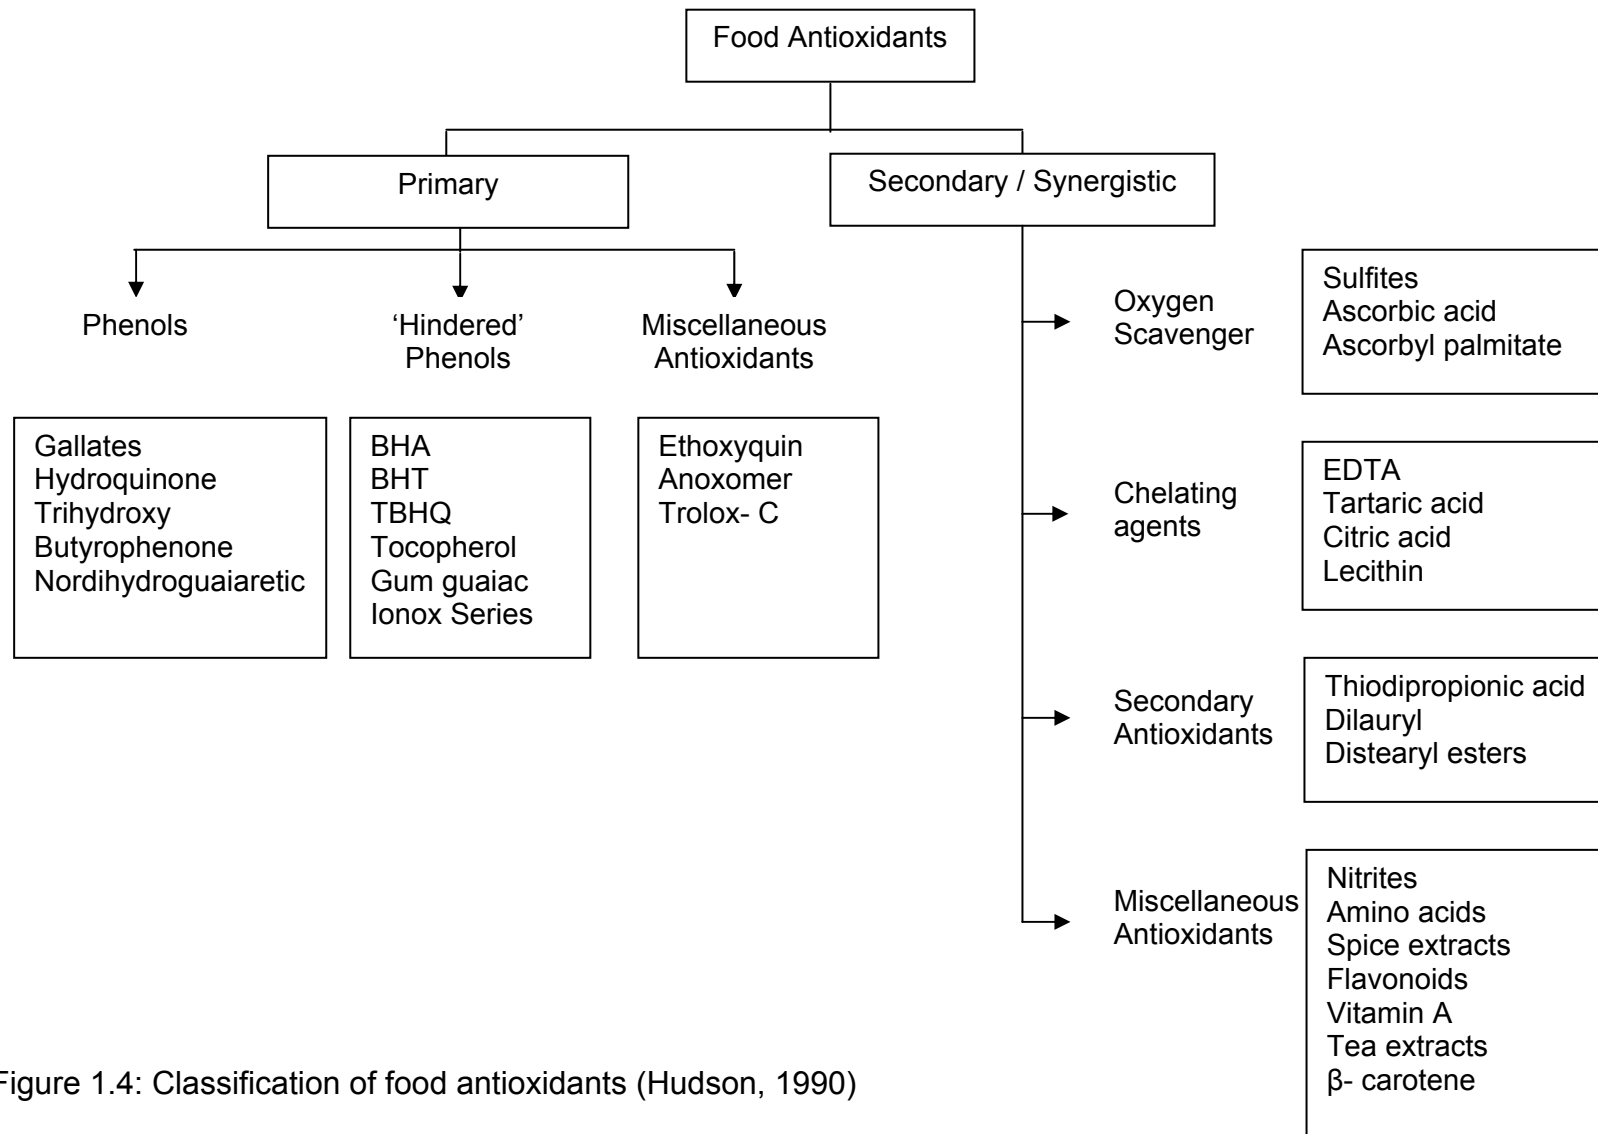 Food Antioxidants
Primary
Secondary / Synergistic
Phenols
‘Hindered’
Phenols
Miscellaneous
Antioxidants
Gallates
Hydroquinone
Trihydroxy
Butyrophenone
Nordihydroguaiaretic
BHA
BHT
TBHQ
Tocopherol
Gum guaiac
Ionox Series
Ethoxyquin
Anoxomer
Trolox- C
Oxygen
Scavenger
Sulfites
Ascorbic acid
Ascorbyl palmitate
Chelating
agents
EDTA
Tartaric acid
Citric acid
Lecithin
Secondary
Antioxidants
Thiodipropionic acid
Dilauryl
Distearyl esters
Miscellaneous
Antioxidants
Nitrites
Amino acids
Spice extracts
Flavonoids
Vitamin A
Tea extracts
β- carotene
Figure 1.4: Classification of food antioxidants (Hudson, 1990)